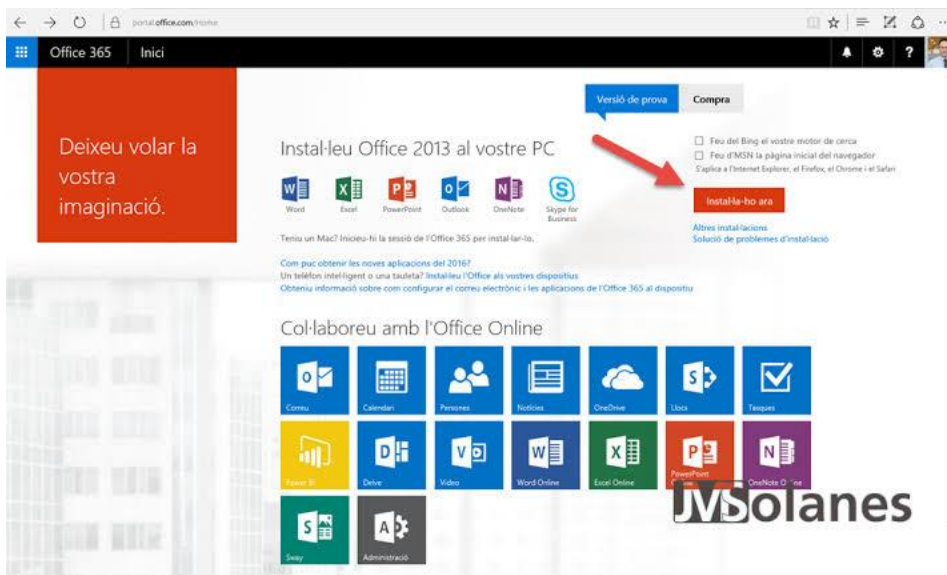 portal.office.com/Home
Office 365
Inici
?
Versió de prova
Compra
Deixeu volar la
vostra
imaginació.
Instal·leu Office 2013 al vostre PC
Word
Excel
PowerPoint
Outlook
OneNote
Skype for
Business
Teniu un Mac? Inicieu-hi la sessió de l'Office 365 per instal·lar-lo.
Com puc obtenir les noves aplicacions del 2016?
Un telèfon intel·ligent o una tauleta? Instal·leu l'Office als vostres dispositius
Obteniu informació sobre com configurar el correu electrònic i les aplicacions de l'Office 365 al dispositiu
Feu del Bing el vostre motor de cerca
Feu d'MSN la pàgina inicial del navegador
S'aplica a l'Internet Explorer, el Firefox, el Chrome i el Safari
Instal·la-ho ara
Altres instal·lacions
Solució de problemes d'instal·lació
Col·laboreu amb l'Office Online
Correu
Calendari
Persones
Notícies
OneDrive
Llocs
Tasques
Power BI
Delve
Vídeo
Word Online
Excel Online
PowerPoint
OneNote
Sway
Administració
JVSolanes